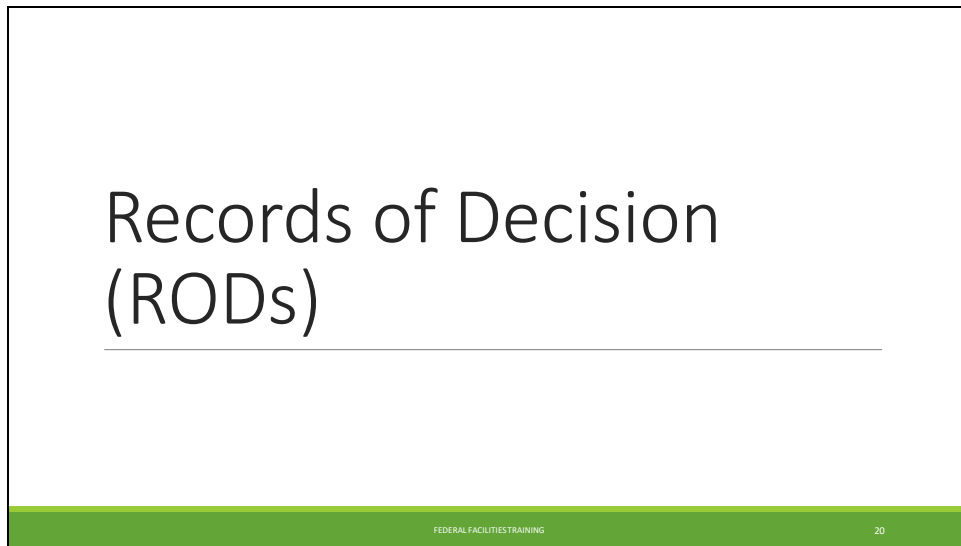 Records of Decision
(RODs)
FEDERAL FACILITIES TRAINING
20